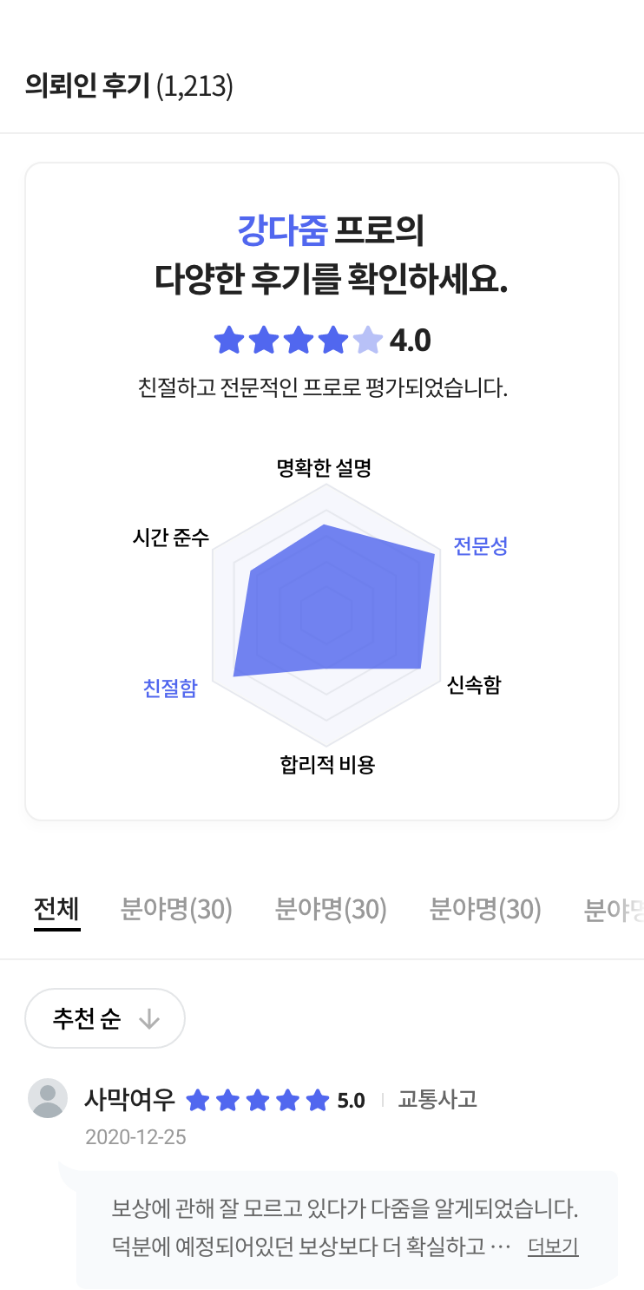 의뢰인 후기 (1,213)
강다줌 프로의
다양한 후기를 확인하세요.
4.0
친절하고 전문적인 프로로 평가되었습니다.
명확한 설명
시간 준수
전문성
친절함
신속함
합리적 비용
전체 분야명(30) 분야명(30) 분야명(30) 분야
추천 순
사막여우 5.0 교통사고
2020-12-25
보상에 관해 잘 모르고 있다가 다줌을 알게되었습니다.
덕분에 예정되어있던 보상보다 더 확실하고 ··· 더보기